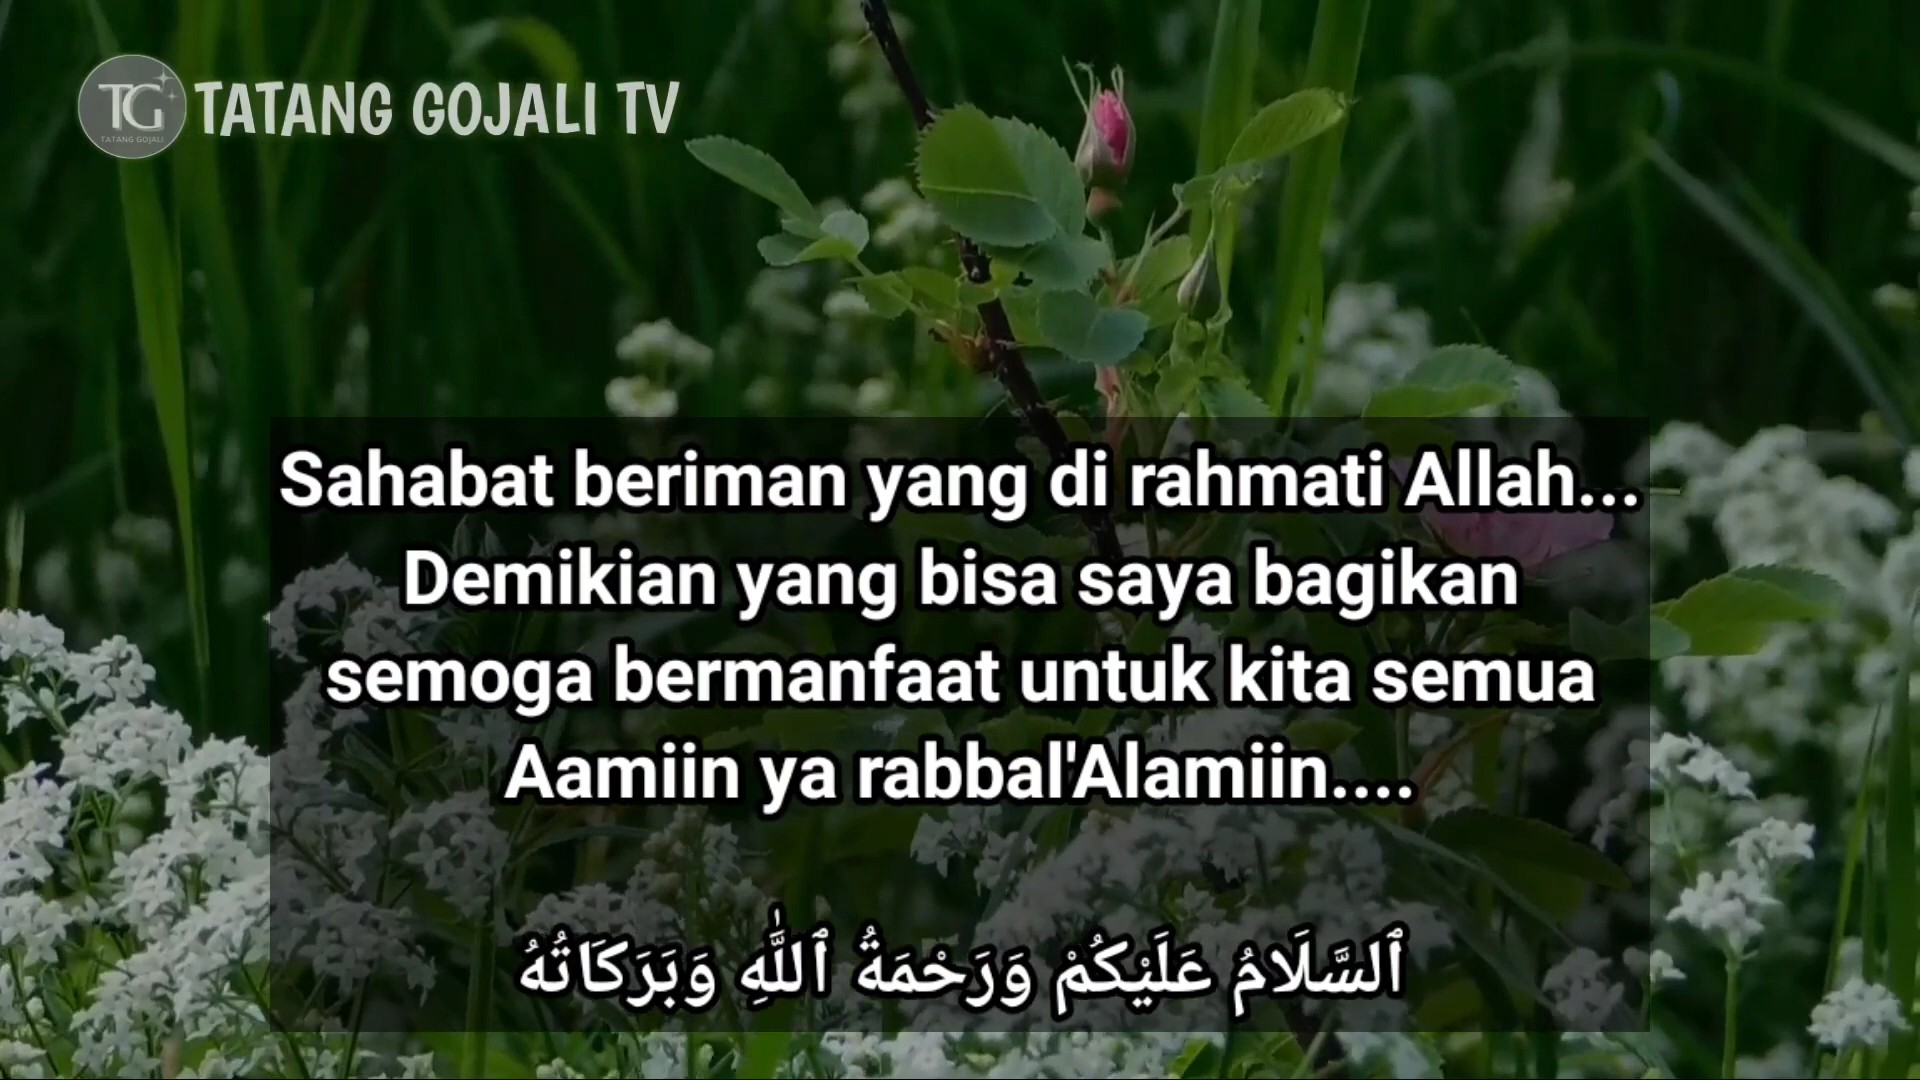 TG
TATANG GOJALI
TATANG GOJALI TV
Sahabat beriman yang di rahmati Allah...
Demikian yang bisa saya bagikan
semoga bermanfaat untuk kita semua
Aamiin ya rabbal'Alamiin....
ٱلسَّلَامُ عَلَيْكُمْ وَرَحْمَةُ ٱللَّٰهِ وَبَرَكَاتُهُ